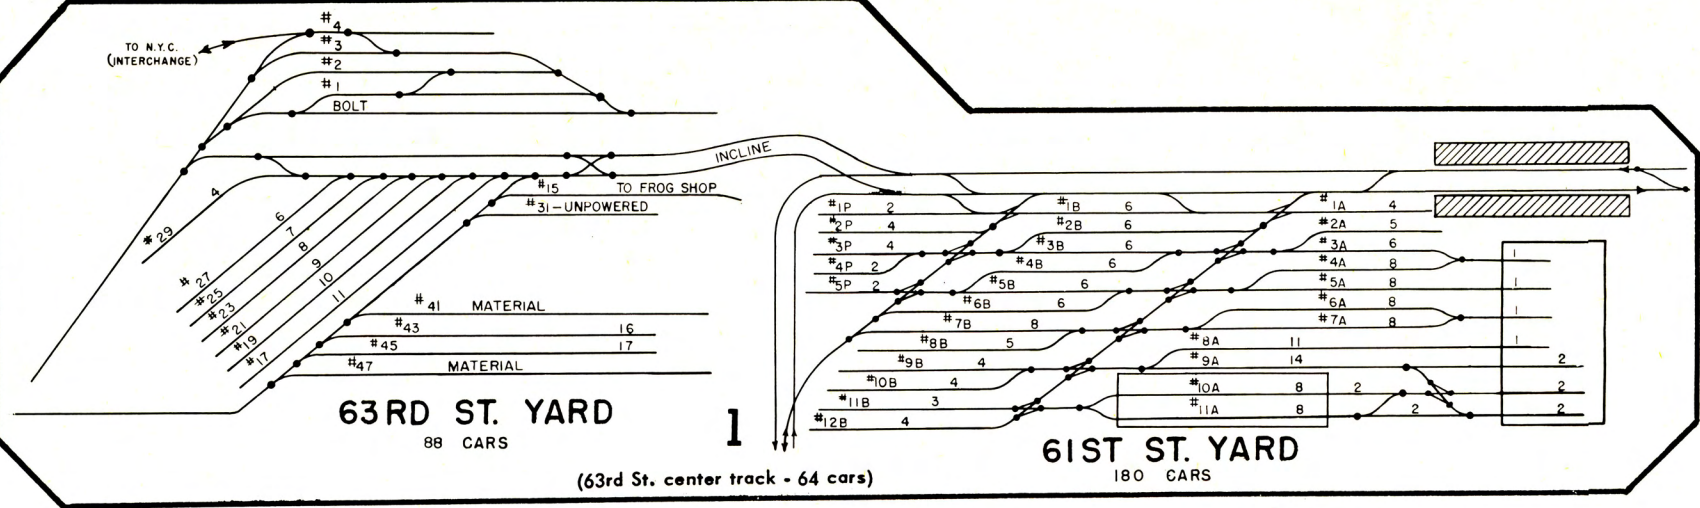 #4
TO N.Y.C.
(INTERCHANGE)
#3
#2
#1
BOLT
INCLINE
4
#29
#15 TO FROG SHOP
#31-UNPOWERED
6
#27
7
#25
8
#23
9
#21
10
#19
11
#17
#41 MATERIAL
#43 16
#45 17
#47 MATERIAL
63RD ST. YARD
88 CARS
1
(63rd St. center track - 64 cars)
#1P 2
#2P 4
#3P 4
#4P 2
#5P 2
#1B 6
#2B 6
#3B 6
#4B 6
#5B 6
#6B 6
#7B 8
#8B 5
#9B 4
#10B 4
#11B 3
#12B 4
#1A 4
#2A 5
#3A 6
#4A 8
#5A 8
#6A 8
#7A 8
#8A 11
#9A 14
#10A 8 2
#11A 8 2
1
1
1
1
2
2
2
61ST ST. YARD
180 CARS